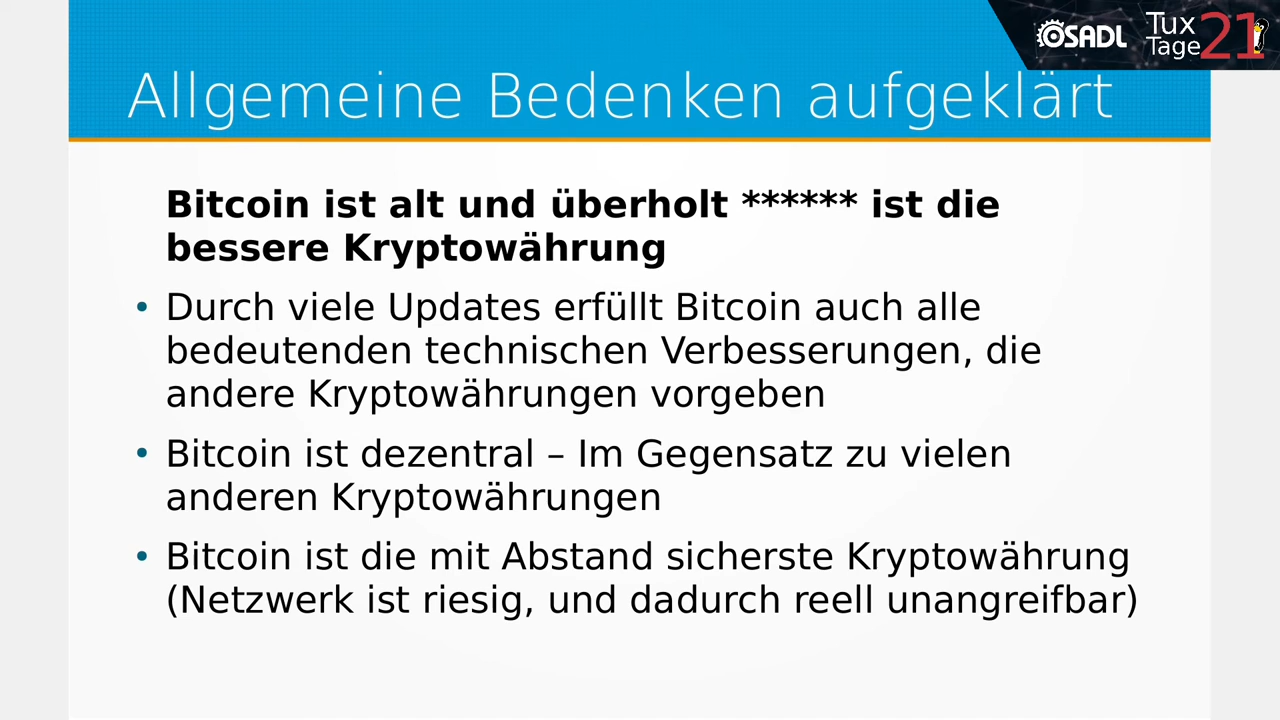 OSADL
Tux
Tage
21
Allgemeine Bedenken aufgeklärt
Bitcoin ist alt und überholt ****** ist die
bessere Kryptowährung
• Durch viele Updates erfüllt Bitcoin auch alle
bedeutenden technischen Verbesserungen, die
andere Kryptowährungen vorgeben
• Bitcoin ist dezentral – Im Gegensatz zu vielen
anderen Kryptowährungen
• Bitcoin ist die mit Abstand sicherste Kryptowährung
(Netzwerk ist riesig, und dadurch reell unangreifbar)